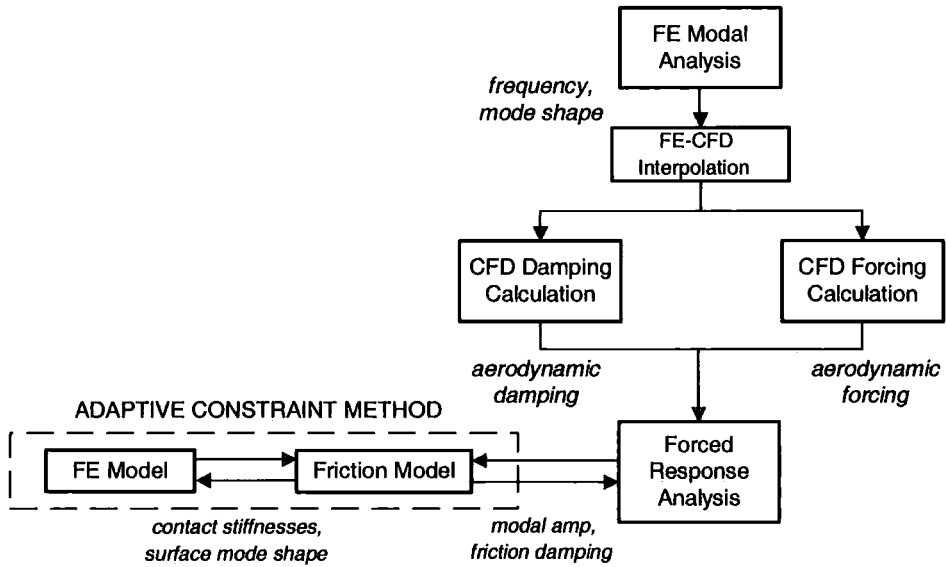 FE Modal
Analysis
frequency,
mode shape
FE-CFD
Interpolation
CFD Damping
Calculation
CFD Forcing
Calculation
aerodynamic
damping
aerodynamic
forcing
ADAPTIVE CONSTRAINT METHOD
FE Model
Friction Model
Forced
Response
Analysis
contact stiffnesses,
surface mode shape
modal amp,
friction damping